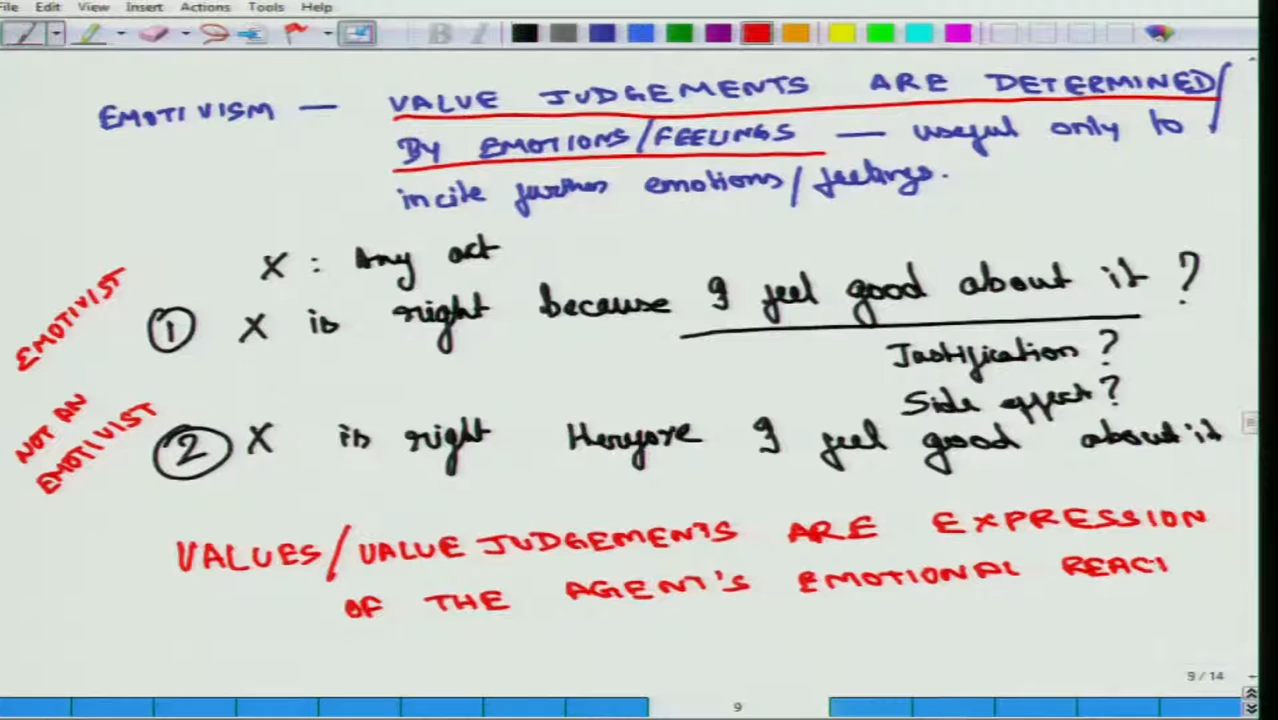 File Edit View Insert Actions Tools Help
B I
EMOTIVISM — VALUE JUDGEMENTS ARE DETERMINED/
BY EMOTIONS/FEELINGS — useful only to
incite further emotions/feelings.
X : Any act
EMOTIVIST
① X is right because I feel good about it ?
Justification ?
Side effect ?
NOT AN
EMOTIVIST
② X is right therefore I feel good about it
VALUES/VALUE JUDGEMENTS ARE EXPRESSION
OF THE AGENT'S EMOTIONAL REACI
9 / 14
9